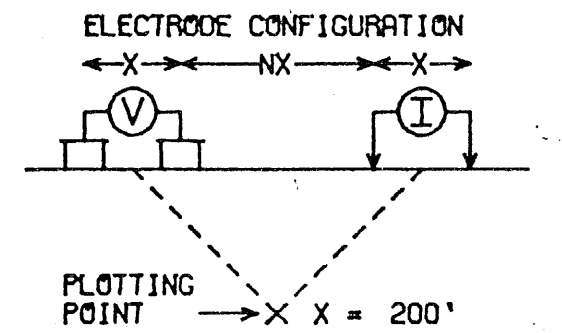 ELECTRODE CONFIGURATION
X NX X
V I
PLOTTING
POINT X X = 200'